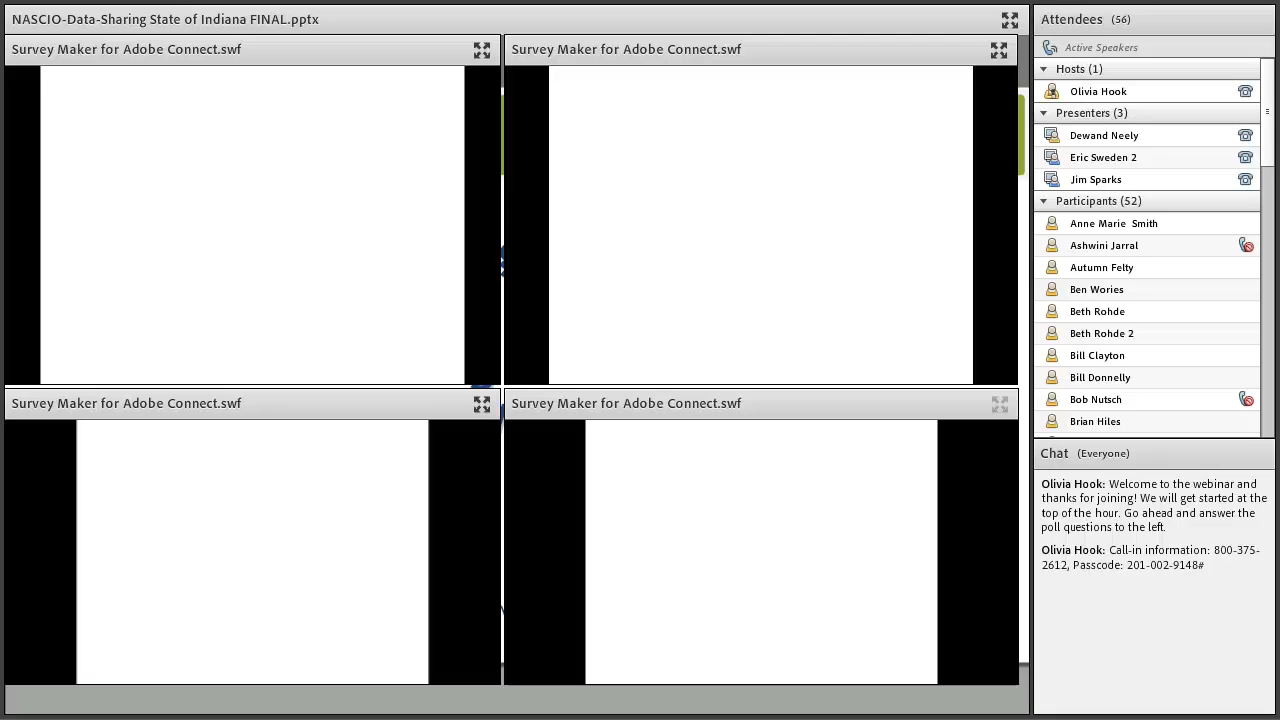 NASCIO-Data-Sharing State of Indiana FINAL.pptx
Survey Maker for Adobe Connect.swf
Survey Maker for Adobe Connect.swf
Survey Maker for Adobe Connect.swf
Survey Maker for Adobe Connect.swf
Attendees (56)
Active Speakers
Hosts (1)
Olivia Hook
Presenters (3)
Dewand Neely
Eric Sweden 2
Jim Sparks
Participants (52)
Anne Marie Smith
Ashwini Jarral
Autumn Felty
Ben Wories
Beth Rohde
Beth Rohde 2
Bill Clayton
Bill Donnelly
Bob Nutsch
Brian Hiles
Chat (Everyone)
Olivia Hook: Welcome to the webinar and
thanks for joining! We will get started at the
top of the hour. Go ahead and answer the
poll questions to the left.
Olivia Hook: Call-in information: 800-375-
2612, Passcode: 201-002-9148#